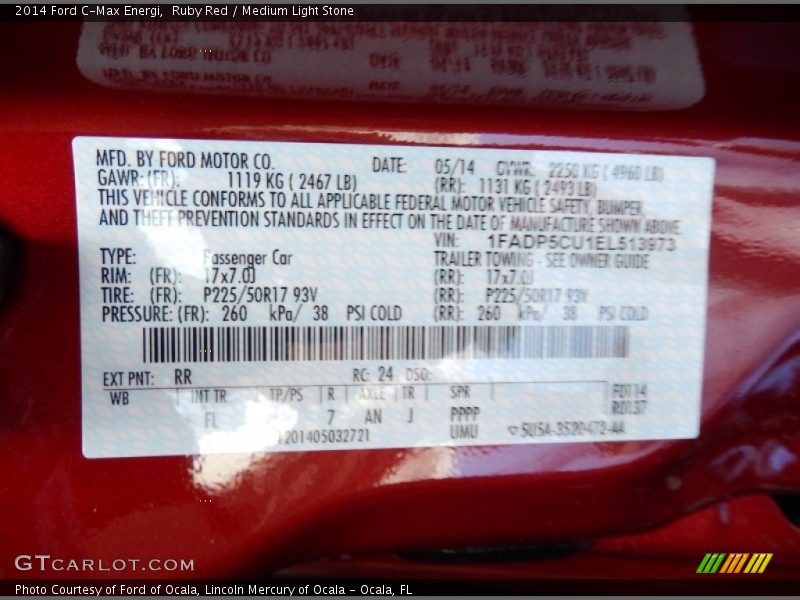 2014 Ford C-Max Energi, Ruby Red / Medium Light Stone
MFD. BY FORD MOTOR CO. DATE: 05/14 GVWR: 2250 KG ( 4960 LB)
GAWR: (FR): 1119 KG ( 2467 LB) (RR): 1131 KG ( 2493 LB)
THIS VEHICLE CONFORMS TO ALL APPLICABLE FEDERAL MOTOR VEHICLE SAFETY, BUMPER,
AND THEFT PREVENTION STANDARDS IN EFFECT ON THE DATE OF MANUFACTURE SHOWN ABOVE.
VIN: 1FADP5CU1EL513973
TYPE: Passenger Car TRAILER TOWING - SEE OWNER GUIDE
RIM: (FR): 17x7.0J (RR): 17x7.0J
TIRE: (FR): P225/50R17 93V (RR): P225/50R17 93V
PRESSURE: (FR): 260 kPa/ 38 PSI COLD (RR): 260 kPa/ 38 PSI COLD
EXT PNT: RR RC: 24 DSO:
WB INT TR TP/PS R AXLE TR SPR F0114
FL 7 AN J PPPP R0137
1201405032721 UMU
GTCARLOT.COM
Photo Courtesy of Ford of Ocala, Lincoln Mercury of Ocala - Ocala, FL